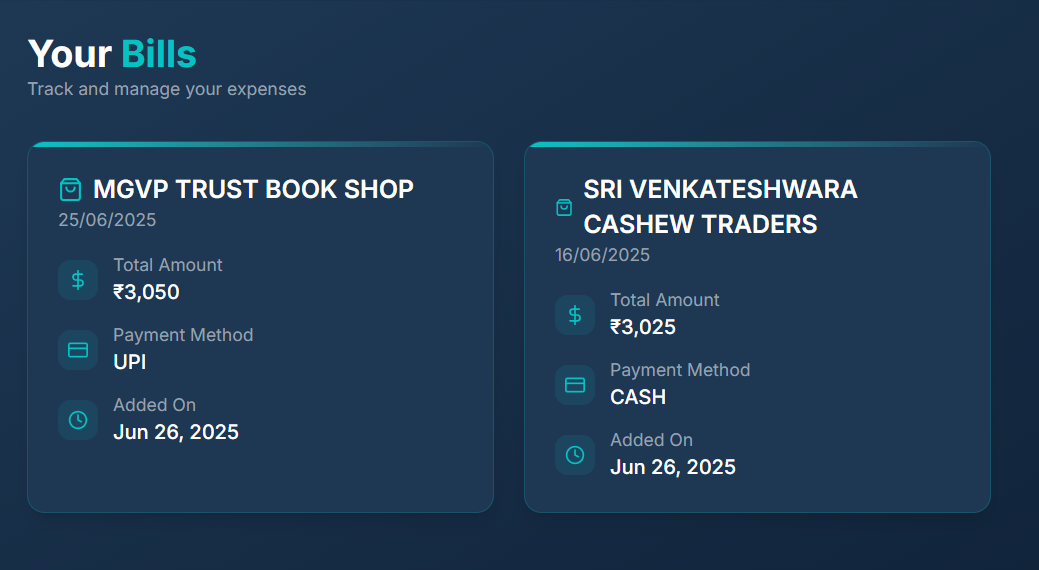 Your Bills
Track and manage your expenses
MGVP TRUST BOOK SHOP
25/06/2025
Total Amount
₹3,050
Payment Method
UPI
Added On
Jun 26, 2025
SRI VENKATESHWARA
CASHEW TRADERS
16/06/2025
Total Amount
₹3,025
Payment Method
CASH
Added On
Jun 26, 2025